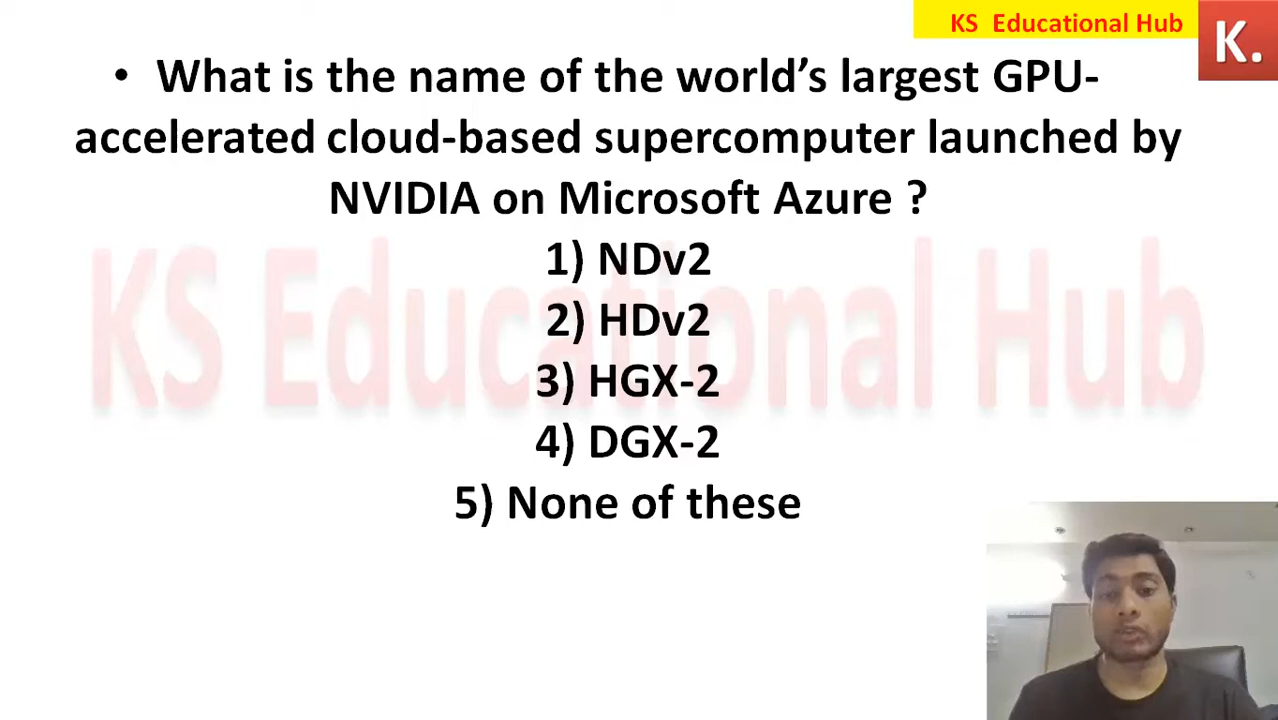 KS Educational Hub
K.
• What is the name of the world’s largest GPU-
accelerated cloud-based supercomputer launched by
NVIDIA on Microsoft Azure ?
1) NDv2
2) HDv2
3) HGX-2
4) DGX-2
5) None of these
KS Educational Hub